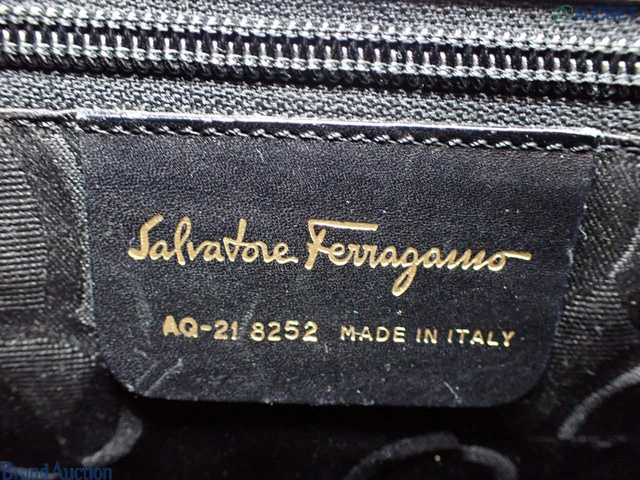 Salvatore Ferragamo
AQ-21 8252 MADE IN ITALY
Brand Auction